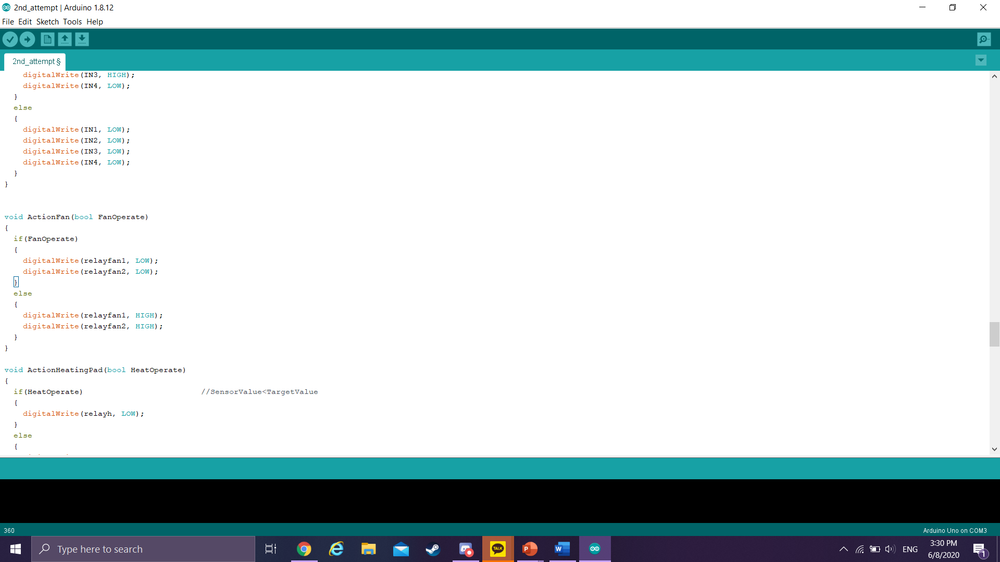 2nd_attempt | Arduino 1.8.12
File Edit Sketch Tools Help
2nd_attempt §
digitalWrite(IN3, HIGH);
digitalWrite(IN4, LOW);
}
else
{
digitalWrite(IN1, LOW);
digitalWrite(IN2, LOW);
digitalWrite(IN3, LOW);
digitalWrite(IN4, LOW);
}
}
void ActionFan(bool FanOperate)
{
if(FanOperate)
{
digitalWrite(relayfan1, LOW);
digitalWrite(relayfan2, LOW);
}
else
{
digitalWrite(relayfan1, HIGH);
digitalWrite(relayfan2, HIGH);
}
}
void ActionHeatingPad(bool HeatOperate)
{
if(HeatOperate) //SensorValue<TargetValue
{
digitalWrite(relayh, LOW);
}
else
{
360
Arduino Uno on COM3
Type here to search
TALK
ENG
3:30 PM
6/8/2020
1